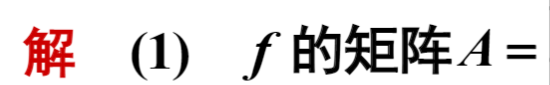 解 (1) f 的矩阵A =